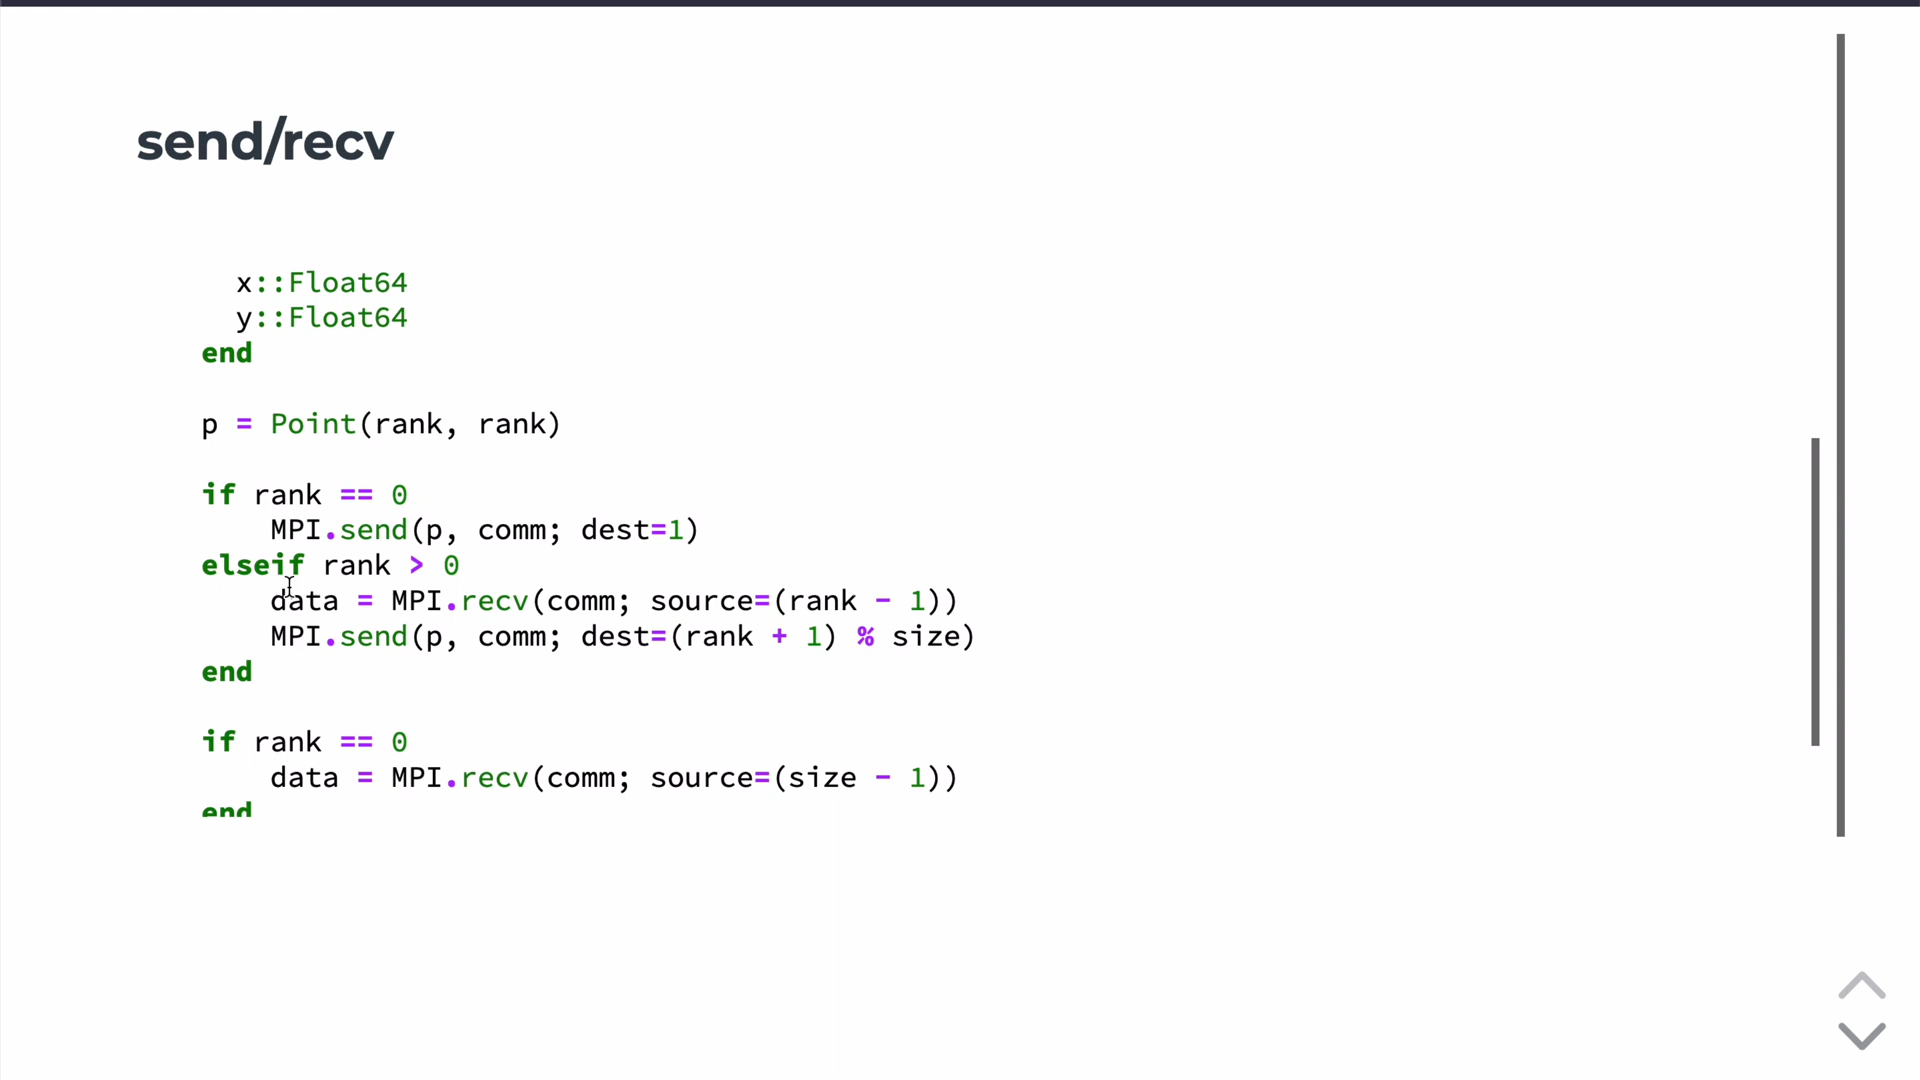 send/recv
x::Float64
y::Float64
end
p = Point(rank, rank)
if rank == 0
MPI.send(p, comm; dest=1)
elseif rank > 0
data = MPI.recv(comm; source=(rank - 1))
MPI.send(p, comm; dest=(rank + 1) % size)
end
if rank == 0
data = MPI.recv(comm; source=(size - 1))
end